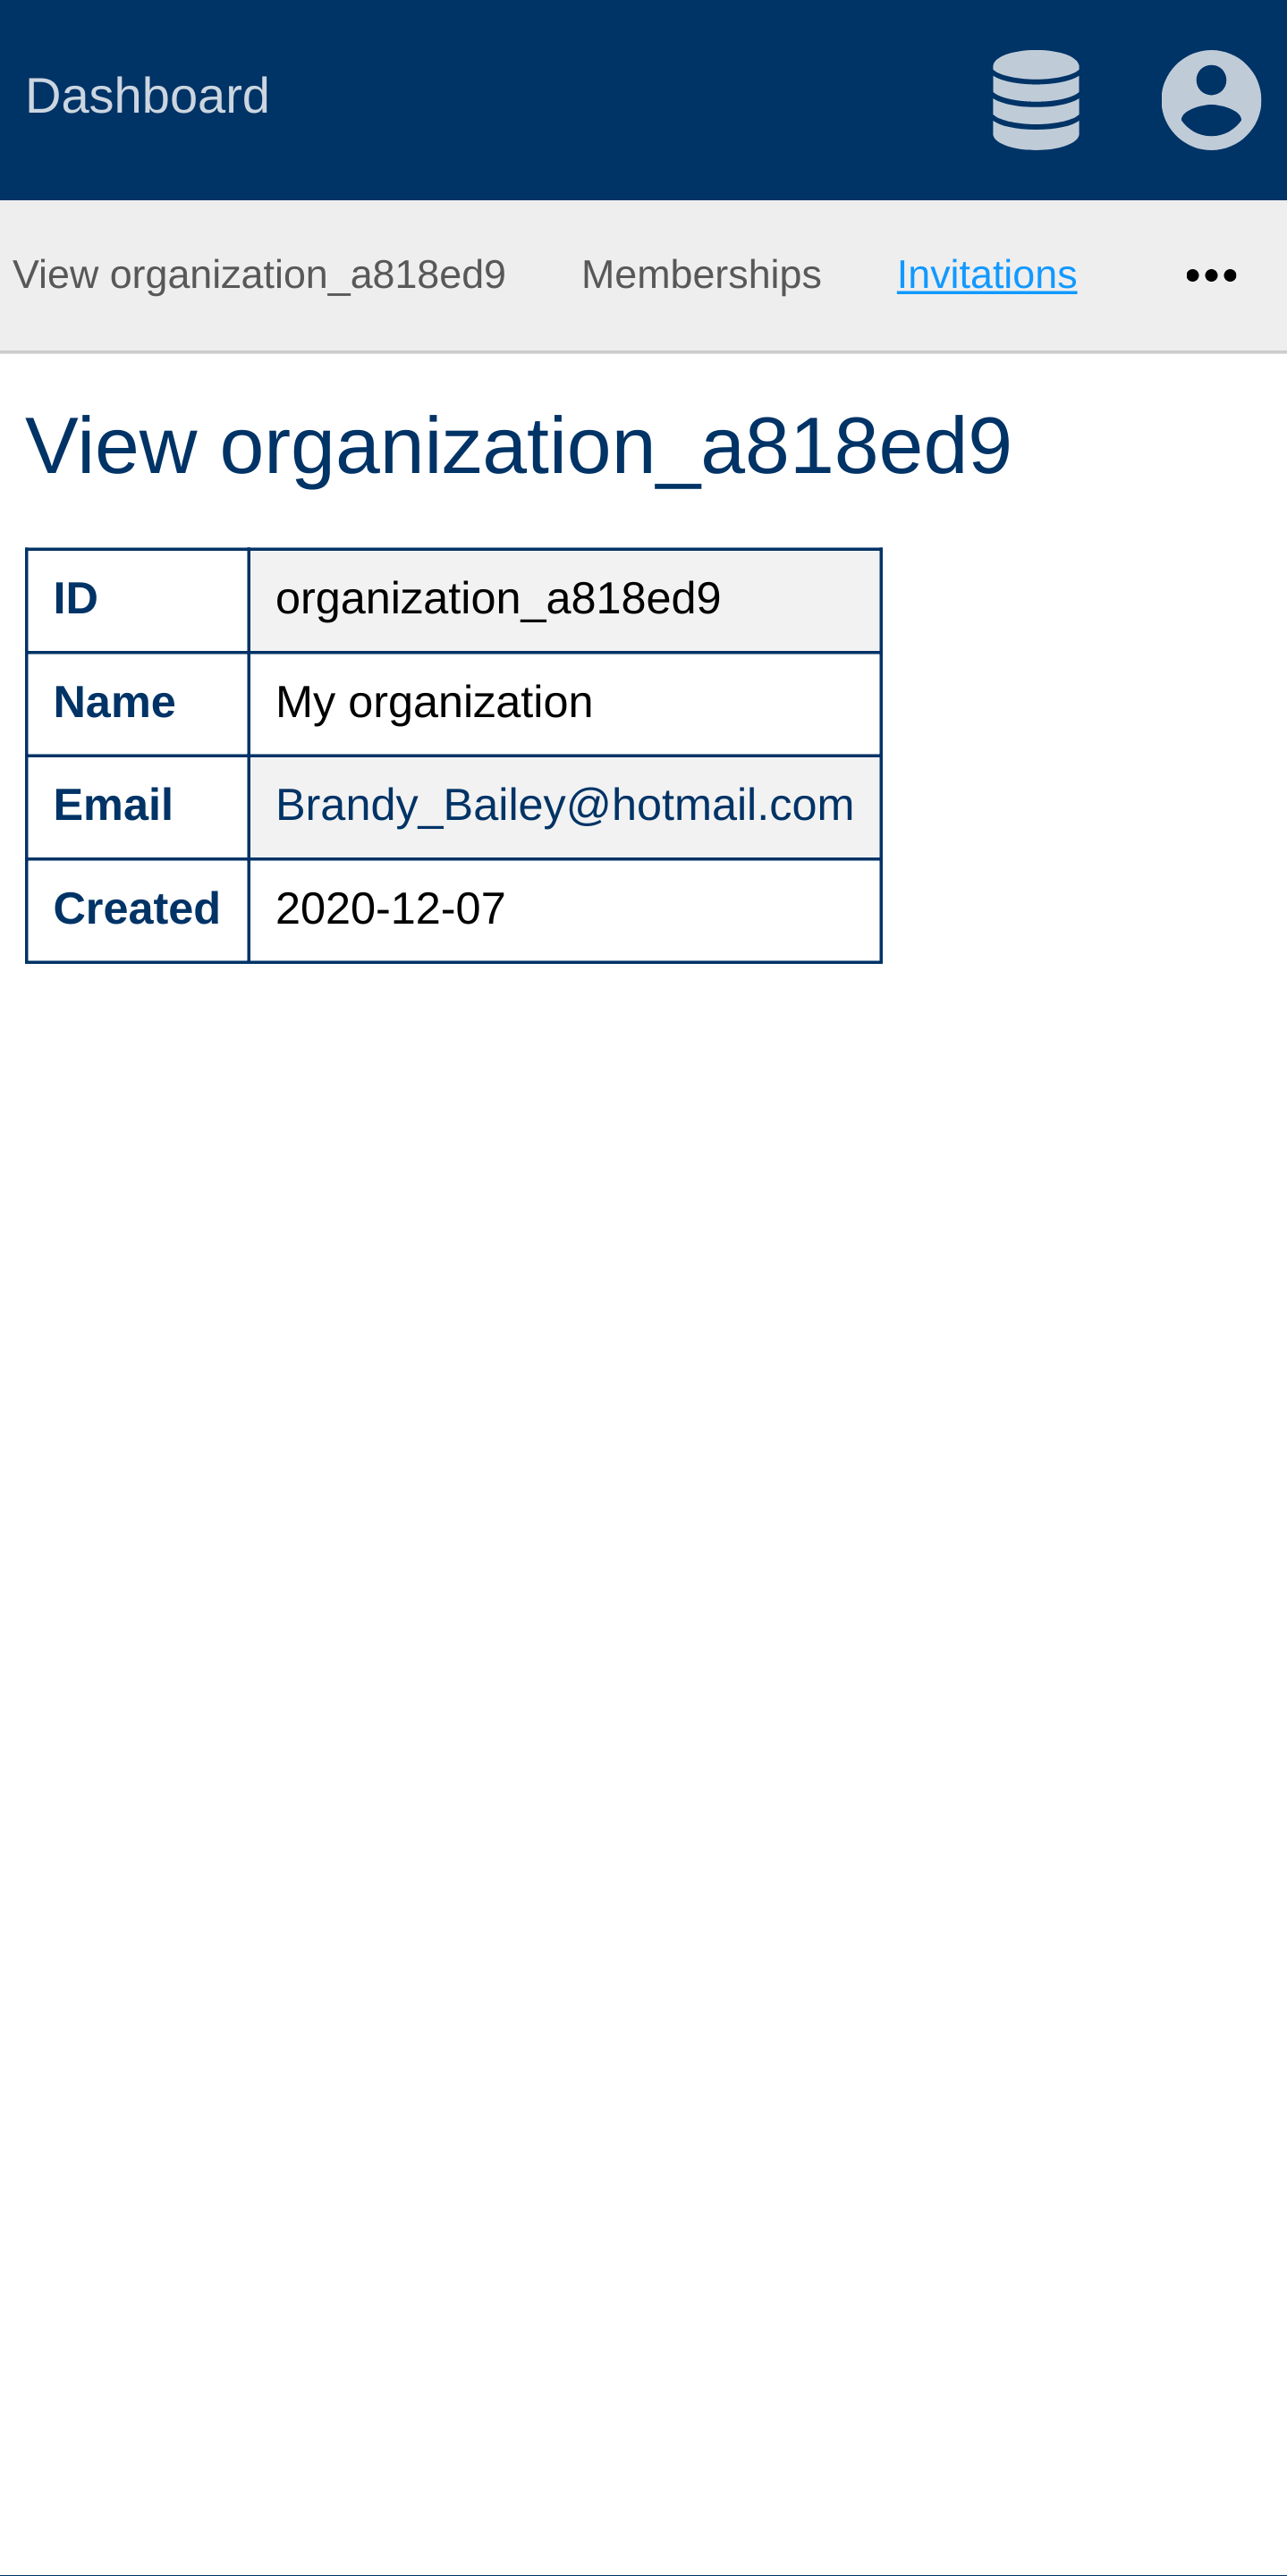 Dashboard
View organization_a818ed9 Memberships Invitations •••
View organization_a818ed9
ID organization_a818ed9
Name My organization
Email Brandy_Bailey@hotmail.com
Created 2020-12-07